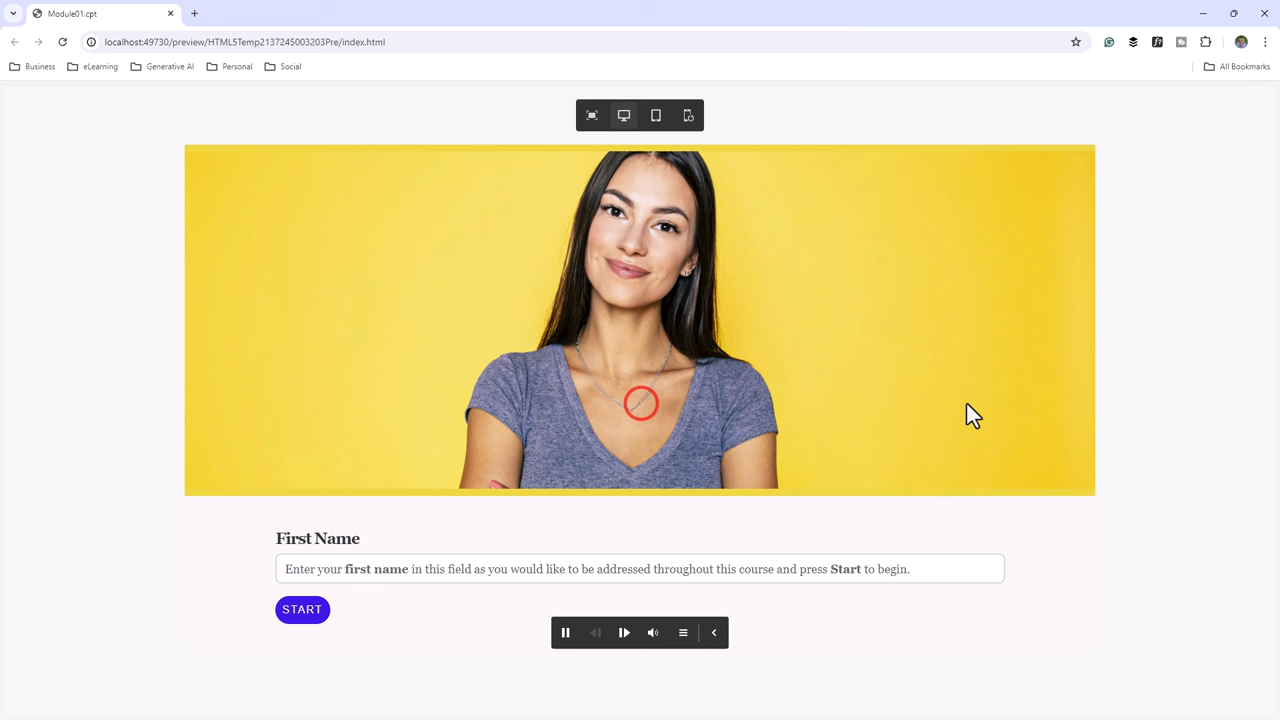 Module01.cpt
localhost:49730/preview/HTML5Temp2137245003203Pre/index.html
Business eLearning Generative AI Personal Social All Bookmarks
First Name
Enter your first name in this field as you would like to be addressed throughout this course and press Start to begin.
START